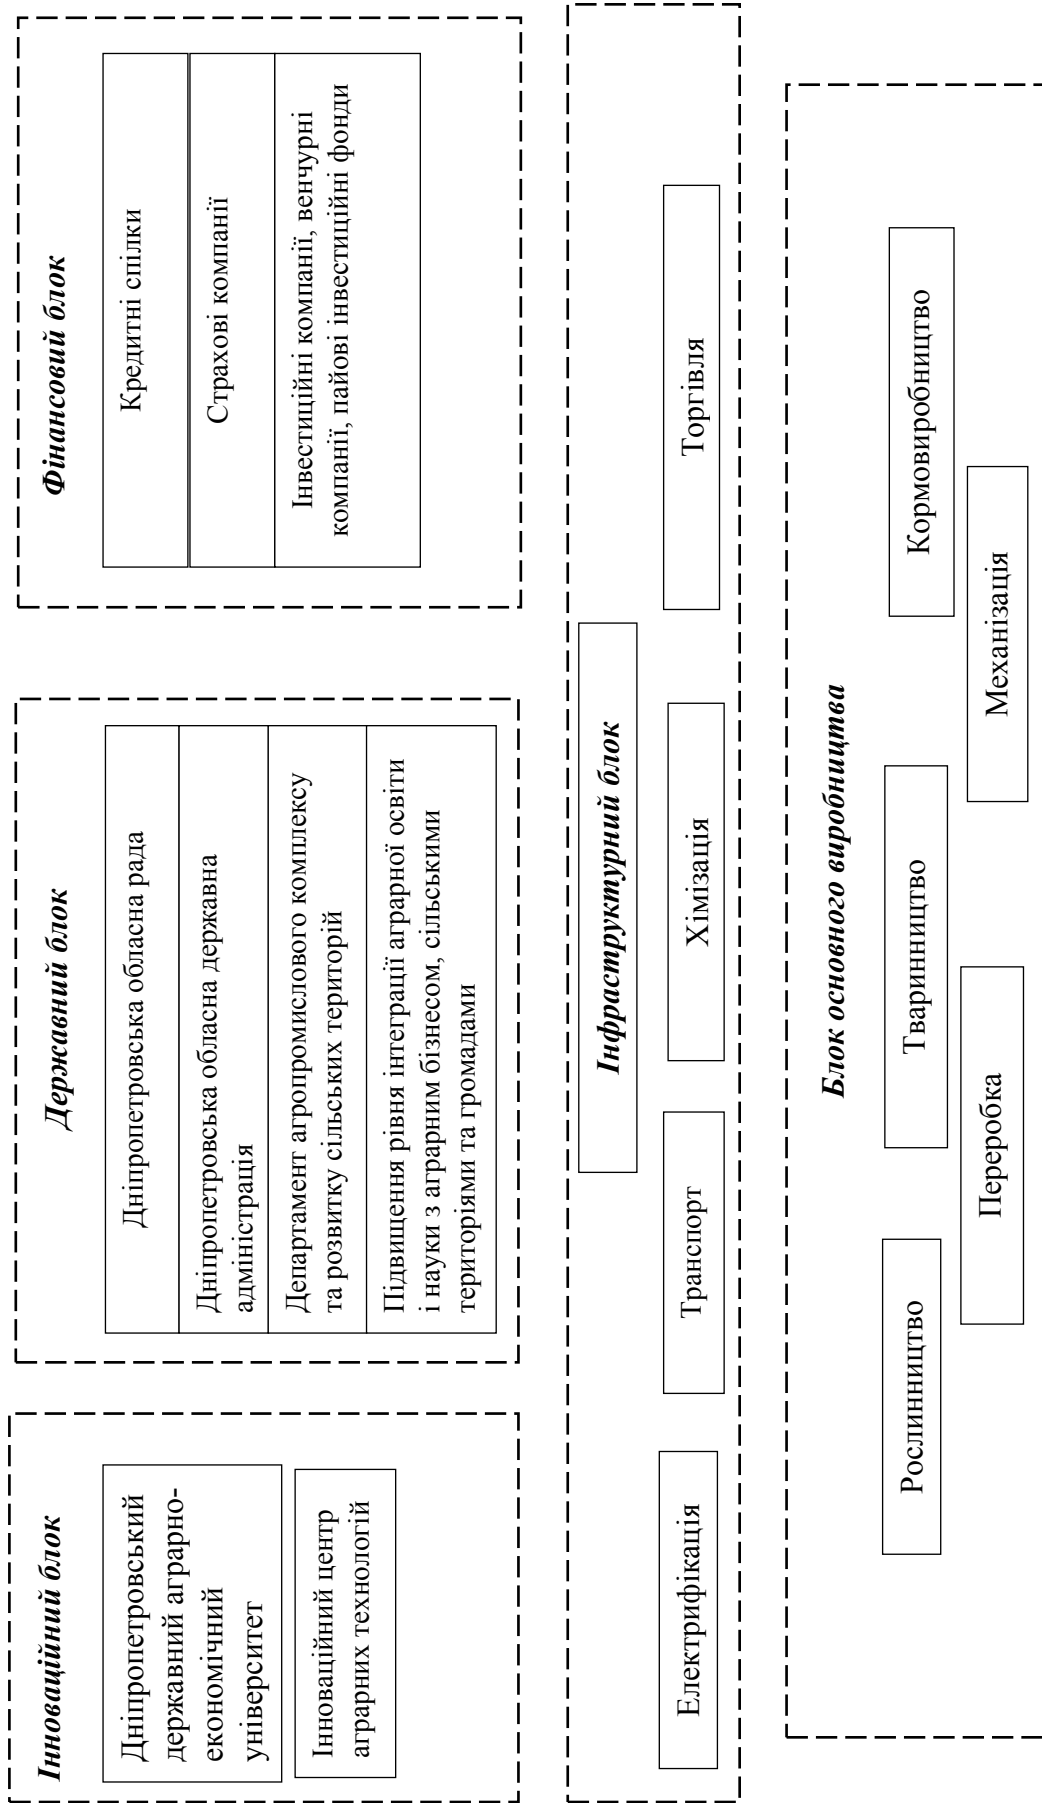 Інноваційний блок
Дніпропетровський
державний аграрно-
економічний
університет
Інноваційний центр
аграрних технологій
Державний блок
Дніпропетровська обласна рада
Дніпропетровська обласна державна
адміністрація
Департамент агропромислового комплексу
та розвитку сільських територій
Підвищення рівня інтеграції аграрної освіти
і науки з аграрним бізнесом, сільськими
територіями та громадами
Фінансовий блок
Кредитні спілки
Страхові компанії
Інвестиційні компанії, венчурні
компанії, пайові інвестиційні фонди
Інфраструктурний блок
Електрифікація
Транспорт
Хімізація
Торгівля
Блок основного виробництва
Рослинництво
Тваринництво
Кормовиробництво
Переробка
Механізація